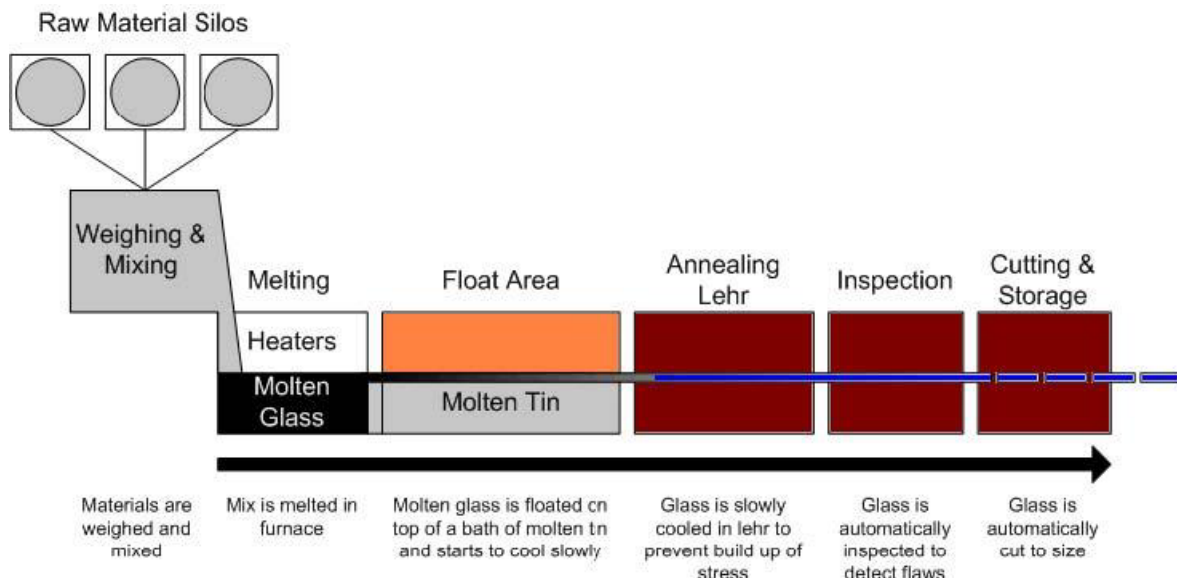 Raw Material Silos
Weighing &
Mixing
Melting
Float Area
Annealing
Lehr
Inspection
Cutting &
Storage
Heaters
Molten
Glass
Molten Tin
Materials are
weighed and
mixed
Mix is melted in
furnace
Molten glass is floated cn
top of a bath of molten tn
and starts to cool slowly
Glass is slowly
cooled in lehr to
prevent build up of
stress
Glass is
automatically
inspected to
detect flaws
Glass is
automatically
cut to size